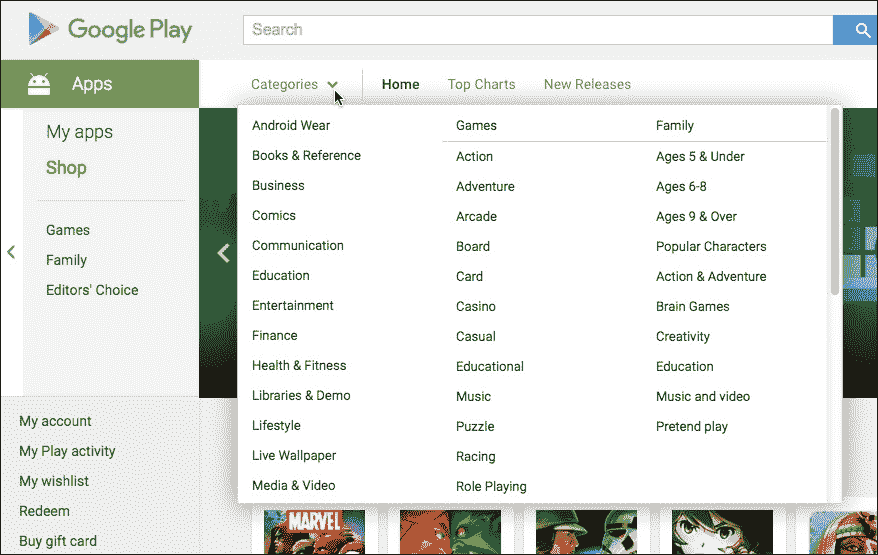 Google Play
Search
Apps
Categories
Home
Top Charts
New Releases
My apps
Shop
Games
Family
Editors' Choice
My account
My Play activity
My wishlist
Redeem
Buy gift card
Android Wear
Books & Reference
Business
Comics
Communication
Education
Entertainment
Finance
Health & Fitness
Libraries & Demo
Lifestyle
Live Wallpaper
Media & Video
Games
Action
Adventure
Arcade
Board
Card
Casino
Casual
Educational
Music
Puzzle
Racing
Role Playing
Family
Ages 5 & Under
Ages 6-8
Ages 9 & Over
Popular Characters
Action & Adventure
Brain Games
Creativity
Education
Music and video
Pretend play
MARVEL